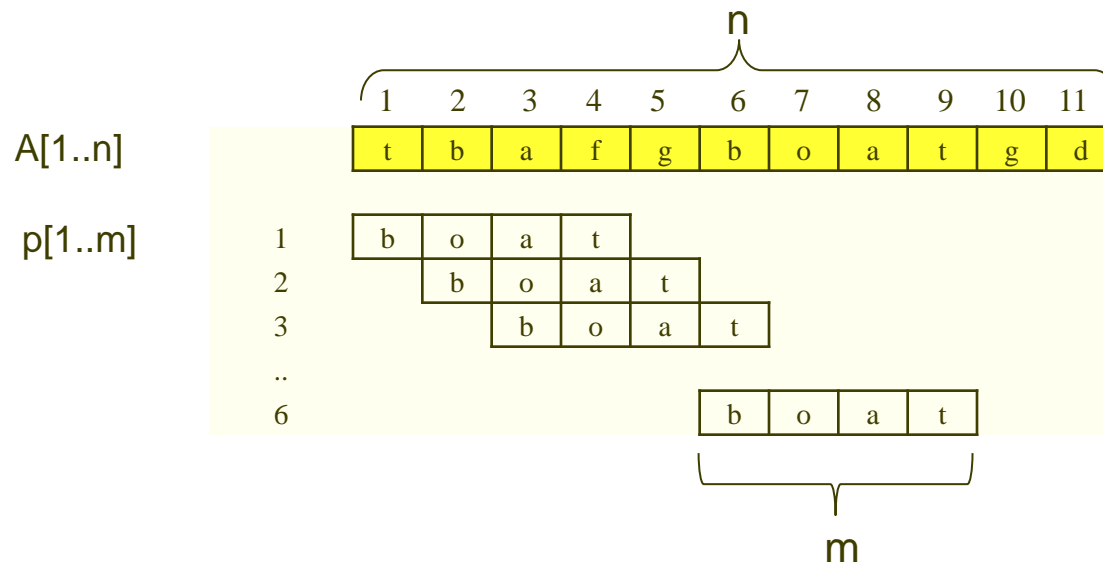 n
1 2 3 4 5 6 7 8 9 10 11
A[1..n] t b a f g b o a t g d
p[1..m] 1 b o a t
2 b o a t
3 b o a t
..
6 b o a t
m